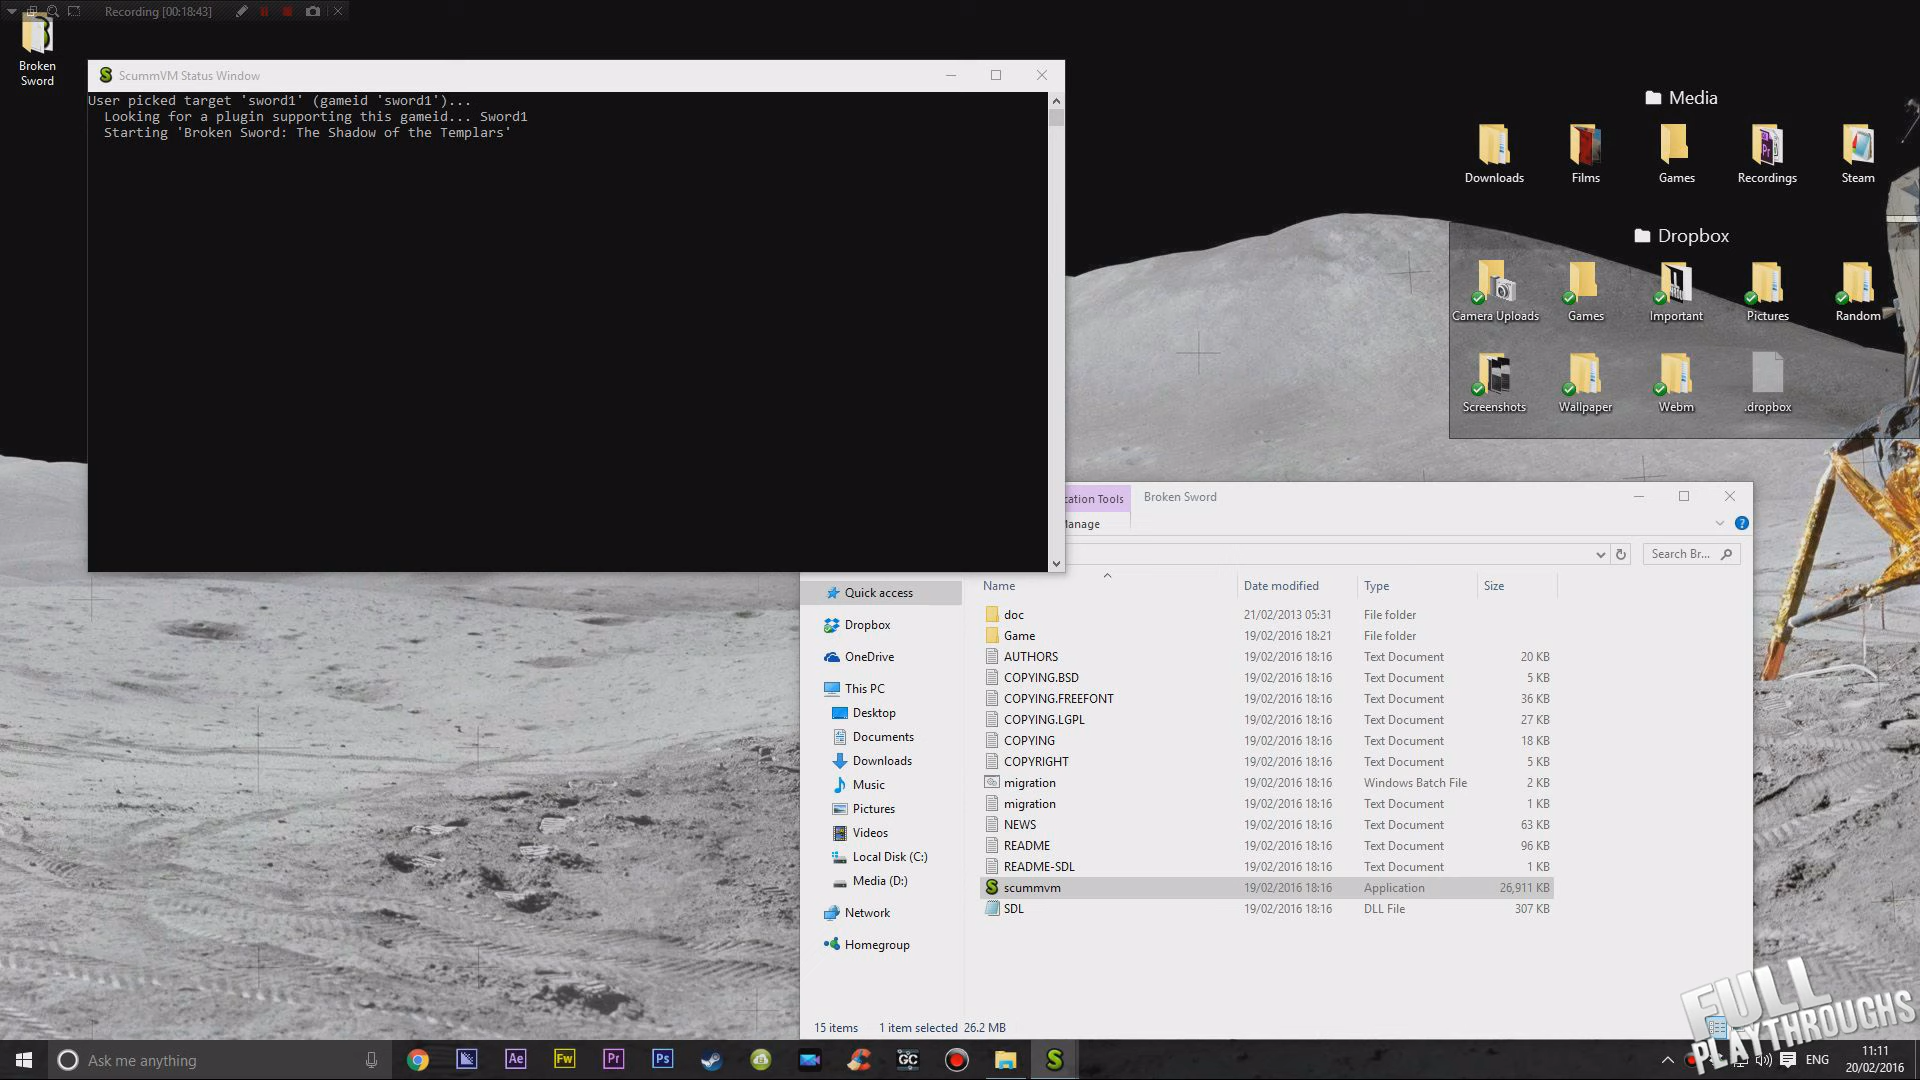 Recording [00:18:43]
Broken
Sword
ScummVM Status Window
User picked target 'sword1' (gameid 'sword1')...
Looking for a plugin supporting this gameid... Sword1
Starting 'Broken Sword: The Shadow of the Templars'
Media
Downloads
Films
Games
Recordings
Steam
Dropbox
Camera Uploads
Games
Important
Pictures
Random
Screenshots
Wallpaper
Webm
.dropbox
cation Tools
Broken Sword
Manage
Search Br...
Quick access
Dropbox
OneDrive
This PC
Desktop
Documents
Downloads
Music
Pictures
Videos
Local Disk (C:)
Media (D:)
Network
Homegroup
Name Date modified Type Size
doc 21/02/2013 05:31 File folder
Game 19/02/2016 18:21 File folder
AUTHORS 19/02/2016 18:16 Text Document 20 KB
COPYING.BSD 19/02/2016 18:16 Text Document 5 KB
COPYING.FREEFONT 19/02/2016 18:16 Text Document 36 KB
COPYING.LGPL 19/02/2016 18:16 Text Document 27 KB
COPYING 19/02/2016 18:16 Text Document 18 KB
COPYRIGHT 19/02/2016 18:16 Text Document 5 KB
migration 19/02/2016 18:16 Windows Batch File 2 KB
migration 19/02/2016 18:16 Text Document 1 KB
NEWS 19/02/2016 18:16 Text Document 63 KB
README 19/02/2016 18:16 Text Document 96 KB
README-SDL 19/02/2016 18:16 Text Document 1 KB
scummvm 19/02/2016 18:16 Application 26,911 KB
SDL 19/02/2016 18:16 DLL File 307 KB
15 items 1 item selected 26.2 MB
FULL
PLAYTHROUGHS
Ask me anything
Ae
Fw
Pr
Ps
GC
ENG
11:11
20/02/2016